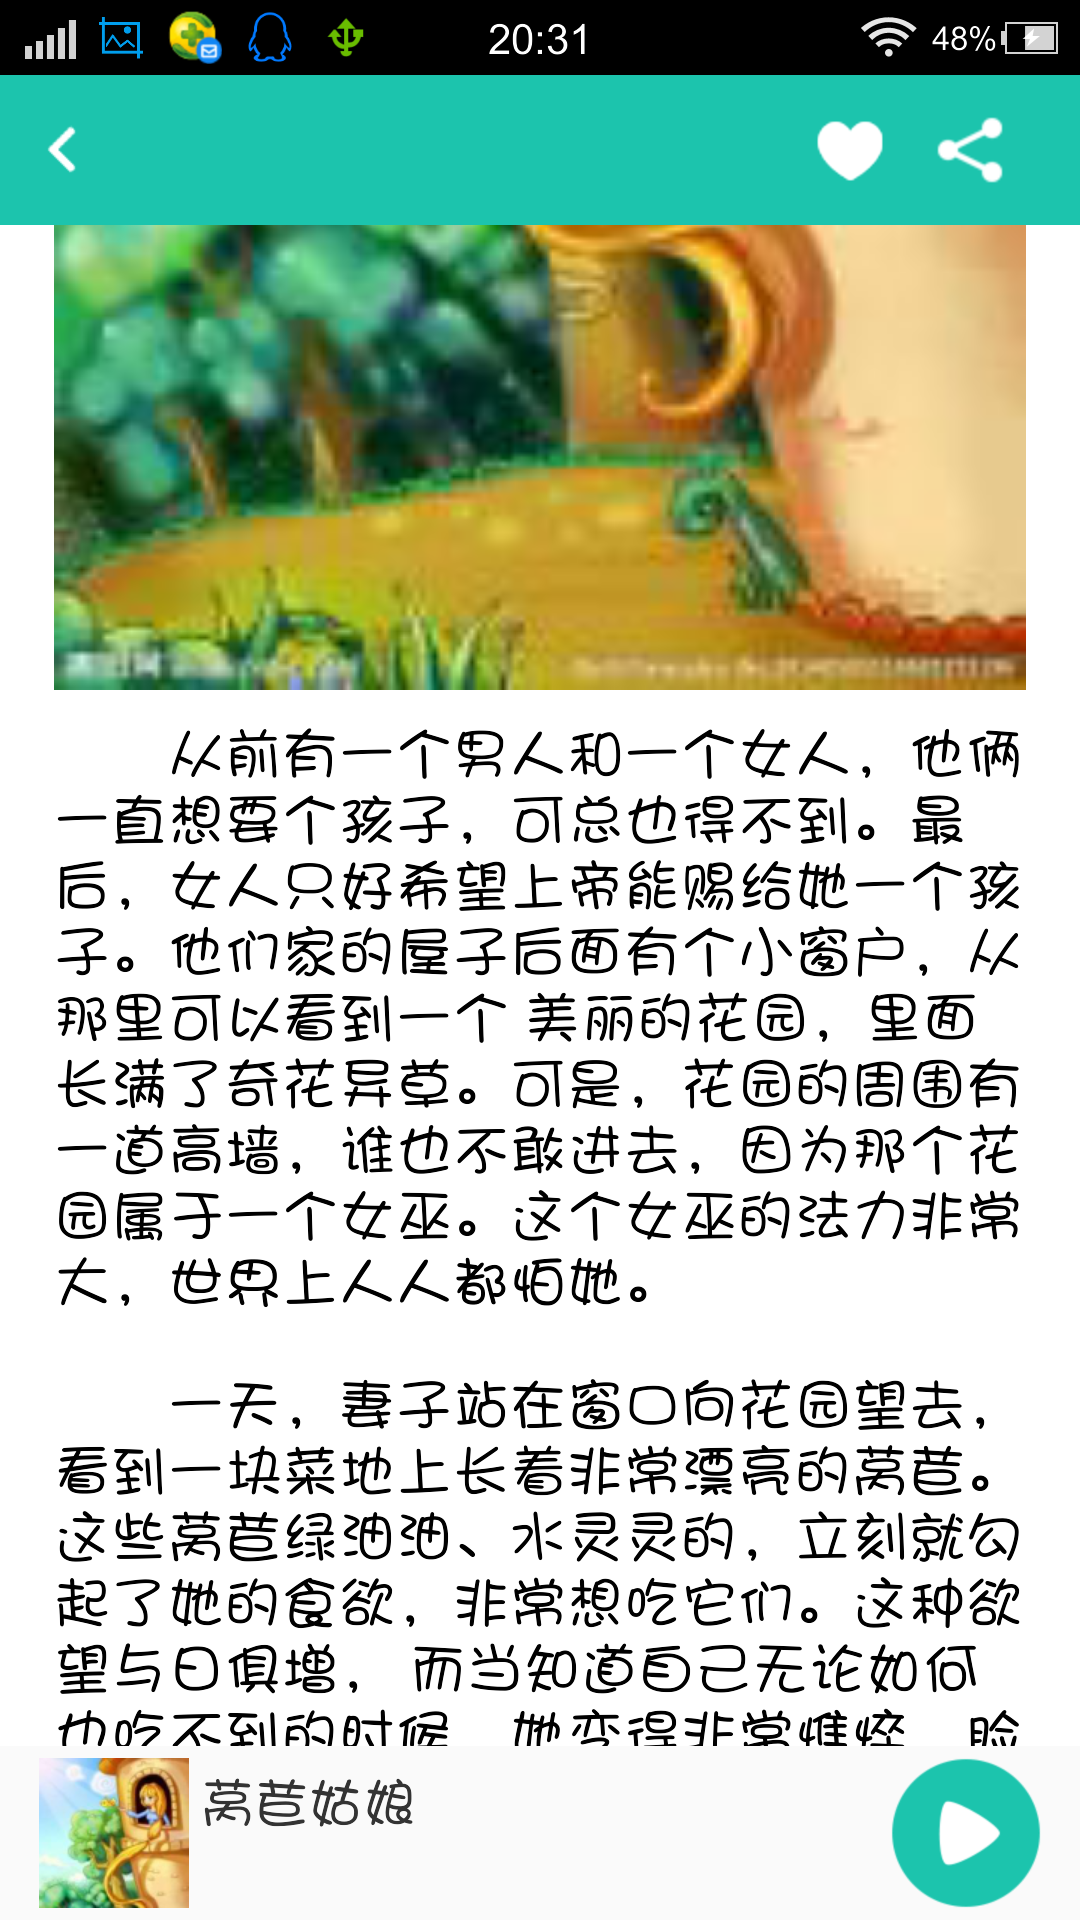 20:31
48%
从前有一个男人和一个女人，他俩
一直想要个孩子，可总也得不到。最
后，女人只好希望上帝能赐给她一个孩
子。他们家的屋子后面有个小窗户，从
那里可以看到一个 美丽的花园，里面
长满了奇花异草。可是，花园的周围有
一道高墙，谁也不敢进去，因为那个花
园属于一个女巫。这个女巫的法力非常
大，世界上人人都怕她。
一天，妻子站在窗口向花园望去，
看到一块菜地上长着非常漂亮的莴苣。
这些莴苣绿油油、水灵灵的，立刻就勾
起了她的食欲，非常想吃它们。这种欲
望与日俱增， 而当知道自己无论如何
也吃不到的时候，她变得非常憔悴，脸
莴苣姑娘